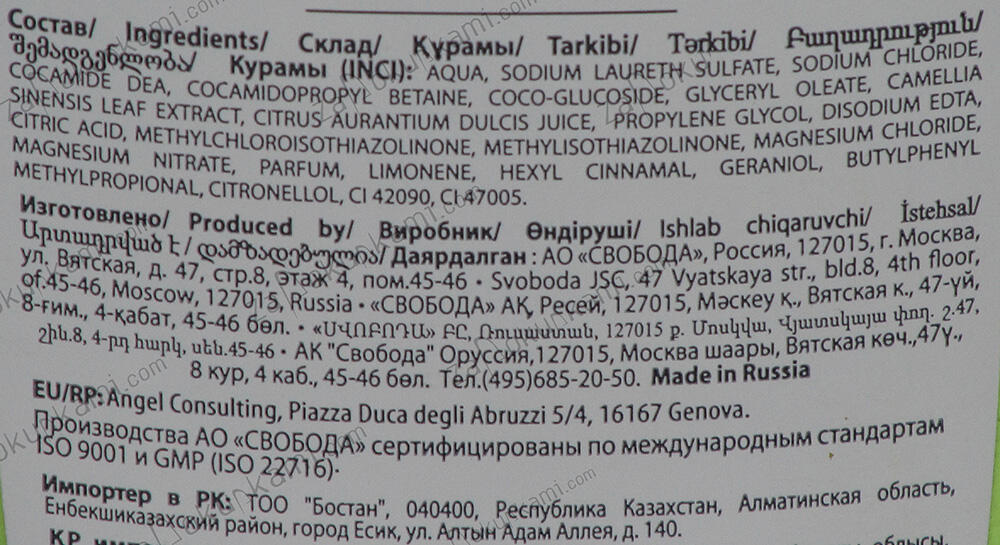 Состав/ Ingredients/ Склад/ Құрамы/ Tarkibi/ Tərkibi/ Բաղադրություն/
შემადგენლობა/ Курамы (INCI): AQUA, SODIUM LAURETH SULFATE, SODIUM CHLORIDE,
COCAMIDE DEA, COCAMIDOPROPYL BETAINE, COCO-GLUCOSIDE, GLYCERYL OLEATE, CAMELLIA
SINENSIS LEAF EXTRACT, CITRUS AURANTIUM DULCIS JUICE, PROPYLENE GLYCOL, DISODIUM EDTA,
CITRIC ACID, METHYLCHLOROISOTHIAZOLINONE, METHYLISOTHIAZOLINONE, MAGNESIUM CHLORIDE,
MAGNESIUM NITRATE, PARFUM, LIMONENE, HEXYL CINNAMAL, GERANIOL, BUTYLPHENYL
METHYLPROPIONAL, CITRONELLOL, CI 42090, CI 47005.
Изготовлено/ Produced by/ Виробник/ Өндіруші/ Ishlab chiqaruvchi/ İstehsal/
Արտադրված է/ დამზადებულია/ Даярдалган : АО «СВОБОДА», Россия, 127015, г. Москва,
ул. Вятская, д. 47, стр.8, этаж 4, пом.45-46 • Svoboda JSC, 47 Vyatskaya str., bld.8, 4th floor,
of.45-46, Moscow, 127015, Russia • «СВОБОДА» АҚ, Ресей, 127015, Мәскеу қ., Вятская к., 47-үй,
8-ғим., 4-қабат, 45-46 бөл. • «ՍՎՈԲՈԴԱ» ԲԸ, Ռուսաստան, 127015 ք. Մոսկվա, Վյատսկայա փող. շ.47,
շին.8, 4-րդ հարկ, սեն.45-46 • АК "Свобода" Оруссия,127015, Москва шаары, Вятская көч.,47ү.,
8 кур, 4 каб., 45-46 бөл. Тел.(495)685-20-50. Made in Russia
EU/RP: Angel Consulting, Piazza Duca degli Abruzzi 5/4, 16167 Genova.
Производства АО «СВОБОДА» сертифицированы по международным стандартам
ISO 9001 и GMP (ISO 22716).
Импортер в РК: ТОО "Бостан", 040400, Республика Казахстан, Алматинская область,
Енбекшиказахский район, город Есик, ул. Алтын Адам Аллея, д. 140.